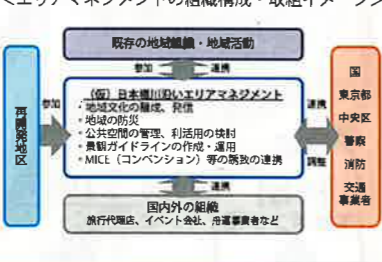 ＜エリアマネジメントの組織構成・取組イメージ＞
既存の地域組織・地域活動
参加
連携
再開発地区
参加
(仮) 日本橋川沿いエリアマネジメント
・地域文化の醸成、発信
・地域の防災
・公共空間の管理、利活用の検討
・景観ガイドラインの作成・運用
・MICE（コンベンション）等の誘致の連携
連携
調整
国
東京都
中央区
警察
消防
交通
事業者
連携
国内外の組織
旅行代理店、イベント会社、舟運事業者など